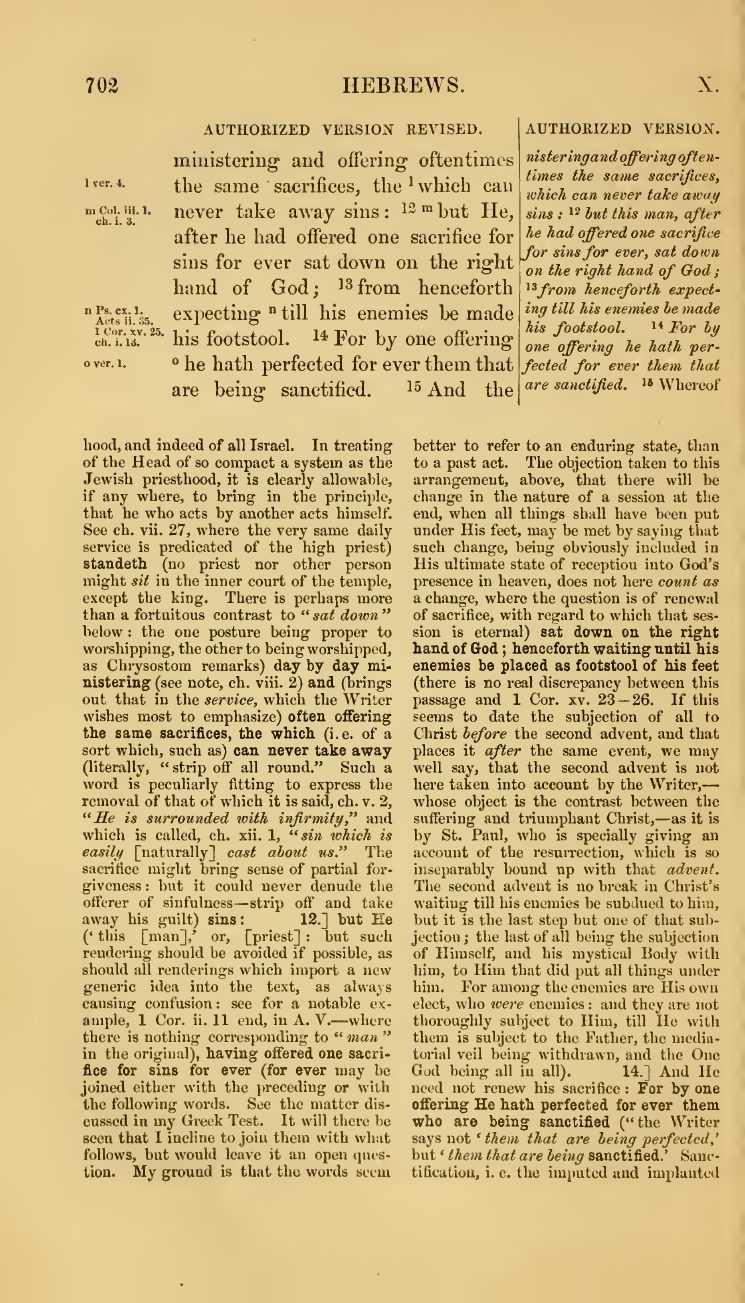 702
HEBREWS.
X.
AUTHORIZED VERSION REVISED.
ministering and offering oftentimes
l ver. 4.
the same sacrifices, the l which can
m Col. iii. 1.
ch. i. 3.
never take away sins: 12 m but He,
after he had offered one sacrifice for
sins for ever sat down on the right
hand of God; 13 from henceforth
n Ps. cx. 1.
Acts ii. 35.
1 Cor. xv. 25.
ch. i. 13.
expecting n till his enemies be made
his footstool. 14 For by one offering
o ver. 1.
o he hath perfected for ever them that
are being sanctified. 15 And the
AUTHORIZED VERSION.
nistering and offering often-
times the same sacrifices,
which can never take away
sins: 12 but this man, after
he had offered one sacrifice
for sins for ever, sat down
on the right hand of God;
13 from henceforth expect-
ing till his enemies be made
his footstool. 14 For by
one offering he hath per-
fected for ever them that
are sanctified. 15 Whereof
hood, and indeed of all Israel. In treating
of the Head of so compact a system as the
Jewish priesthood, it is clearly allowable,
if any where, to bring in the principle,
that he who acts by another acts himself.
See ch. vii. 27, where the very same daily
service is predicated of the high priest)
standeth (no priest nor other person
might sit in the inner court of the temple,
except the king. There is perhaps more
than a fortuitous contrast to "sat down"
below: the one posture being proper to
worshipping, the other to being worshipped,
as Chrysostom remarks) day by day mi-
nistering (see note, ch. viii. 2) and (brings
out that in the service, which the Writer
wishes most to emphasize) often offering
the same sacrifices, the which (i. e. of a
sort which, such as) can never take away
(literally, "strip off all round." Such a
word is peculiarly fitting to express the
removal of that of which it is said, ch. v. 2,
"He is surrounded with infirmity," and
which is called, ch. xii. 1, "sin which is
easily [naturally] cast about us." The
sacrifice might bring sense of partial for-
giveness: but it could never denude the
offerer of sinfulness—strip off and take
away his guilt) sins: 12.] but He
('this [man],' or, [priest]: but such
rendering should be avoided if possible, as
should all renderings which import a new
generic idea into the text, as always
causing confusion: see for a notable ex-
ample, 1 Cor. ii. 11 end, in A. V.—where
there is nothing corresponding to "man"
in the original), having offered one sacri-
fice for sins for ever (for ever may be
joined either with the preceding or with
the following words. See the matter dis-
cussed in my Greek Test. It will there be
seen that I incline to join them with what
follows, but would leave it an open ques-
tion. My ground is that the words seem
better to refer to an enduring state, than
to a past act. The objection taken to this
arrangement, above, that there will be
change in the nature of a session at the
end, when all things shall have been put
under His feet, may be met by saying that
such change, being obviously included in
His ultimate state of reception into God's
presence in heaven, does not here count as
a change, where the question is of renewal
of sacrifice, with regard to which that ses-
sion is eternal) sat down on the right
hand of God; henceforth waiting until his
enemies be placed as footstool of his feet
(there is no real discrepancy between this
passage and 1 Cor. xv. 23–26. If this
seems to date the subjection of all to
Christ before the second advent, and that
places it after the same event, we may
well say, that the second advent is not
here taken into account by the Writer,—
whose object is the contrast between the
suffering and triumphant Christ,—as it is
by St. Paul, who is specially giving an
account of the resurrection, which is so
inseparably bound up with that advent.
The second advent is no break in Christ's
waiting till his enemies be subdued to him,
but it is the last step but one of that sub-
jection; the last of all being the subjection
of Himself, and his mystical Body with
him, to Him that did put all things under
him. For among the enemies are His own
elect, who were enemies: and they are not
thoroughly subject to Him, till He with
them is subject to the Father, the media-
torial veil being withdrawn, and the One
God being all in all). 14.] And He
need not renew his sacrifice: For by one
offering He hath perfected for ever them
who are being sanctified ("the Writer
says not 'them that are being perfected,'
but 'them that are being sanctified.' Sanc-
tification, i. e. the imputed and implanted